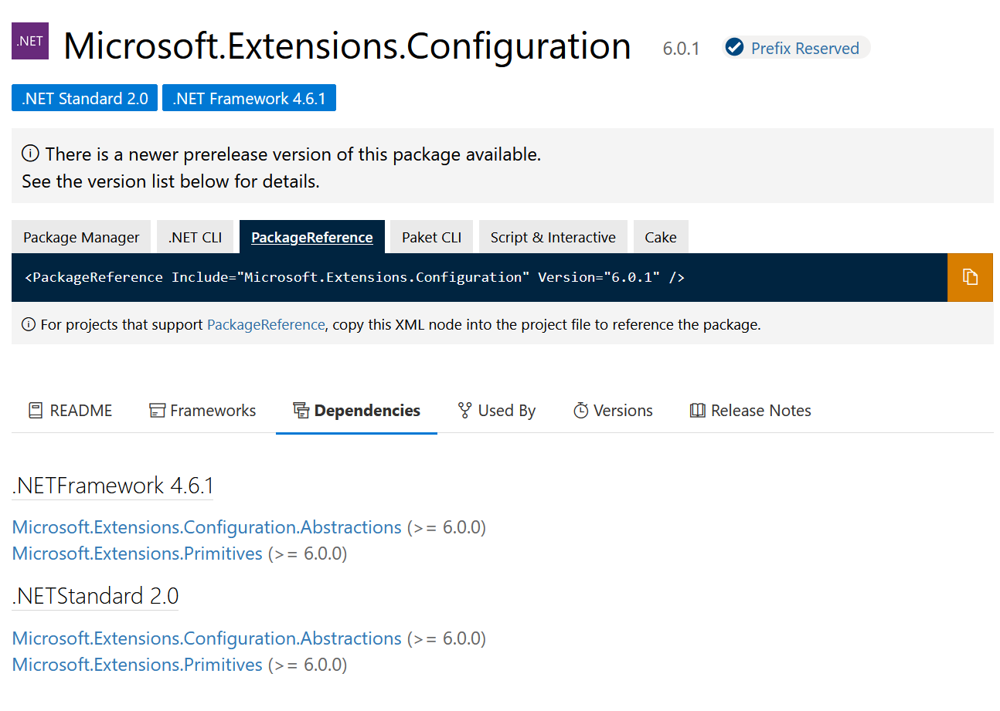 .NET Microsoft.Extensions.Configuration 6.0.1 Prefix Reserved
.NET Standard 2.0 .NET Framework 4.6.1
There is a newer prerelease version of this package available.
See the version list below for details.
Package Manager .NET CLI PackageReference Paket CLI Script & Interactive Cake
<PackageReference Include="Microsoft.Extensions.Configuration" Version="6.0.1" />
For projects that support PackageReference, copy this XML node into the project file to reference the package.
README Frameworks Dependencies Used By Versions Release Notes
.NETFramework 4.6.1
Microsoft.Extensions.Configuration.Abstractions (>= 6.0.0)
Microsoft.Extensions.Primitives (>= 6.0.0)
.NETStandard 2.0
Microsoft.Extensions.Configuration.Abstractions (>= 6.0.0)
Microsoft.Extensions.Primitives (>= 6.0.0)